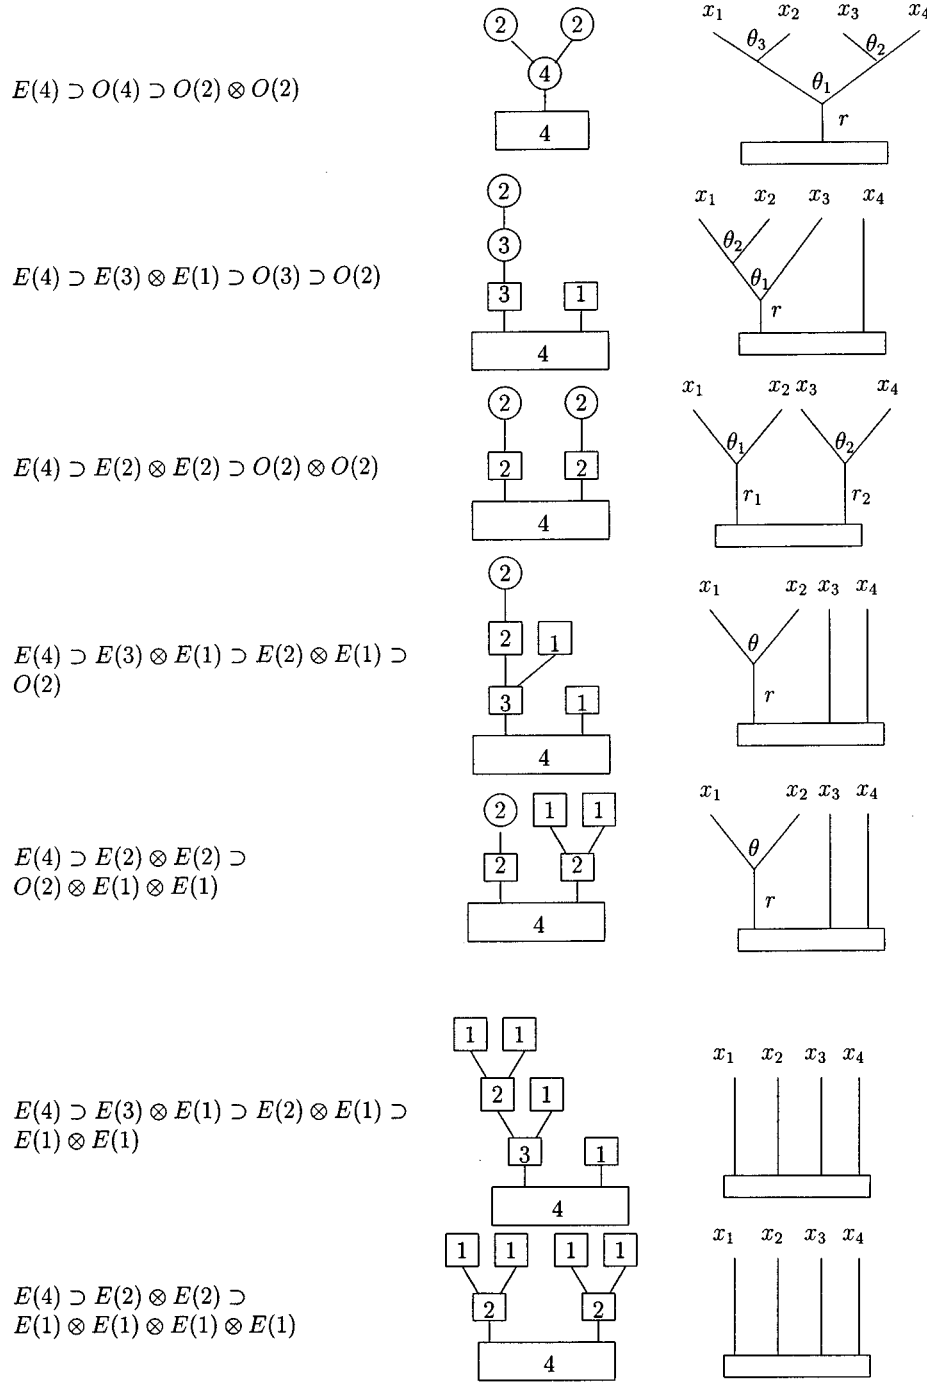 x₁ x₂ x₃ x₄
2 2
θ₃ θ₂
4
θ₁
E(4) ⊃ O(4) ⊃ O(2) ⊗ O(2)
r
4
2
x₁ x₂ x₃ x₄
3
θ₂
E(4) ⊃ E(3) ⊗ E(1) ⊃ O(3) ⊃ O(2)
θ₁
3 1
r
4
x₁ x₂ x₃ x₄
2 2
θ₁ θ₂
E(4) ⊃ E(2) ⊗ E(2) ⊃ O(2) ⊗ O(2)
2 2
r₁ r₂
4
2
x₁ x₂ x₃ x₄
2 1
θ
E(4) ⊃ E(3) ⊗ E(1) ⊃ E(2) ⊗ E(1) ⊃
O(2)
r
3 1
4
x₁ x₂ x₃ x₄
2 1 1
θ
E(4) ⊃ E(2) ⊗ E(2) ⊃
2 2
O(2) ⊗ E(1) ⊗ E(1)
r
4
1 1
x₁ x₂ x₃ x₄
2 1
E(4) ⊃ E(3) ⊗ E(1) ⊃ E(2) ⊗ E(1) ⊃
E(1) ⊗ E(1)
3 1
4
x₁ x₂ x₃ x₄
1 1 1 1
E(4) ⊃ E(2) ⊗ E(2) ⊃
2 2
E(1) ⊗ E(1) ⊗ E(1) ⊗ E(1)
4